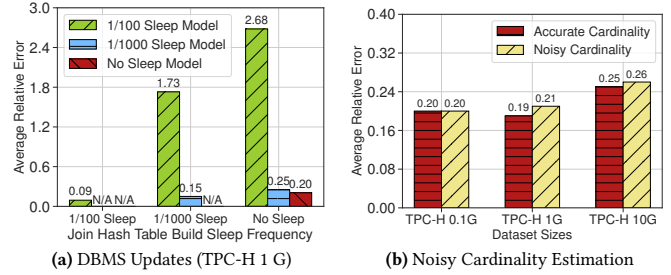 3.0
2.4
1.8
1.2
0.6
0.0
Average Relative Error
1/100 Sleep Model
1/1000 Sleep Model
No Sleep Model
2.68
1.73
0.09
N/A
N/A
0.15
N/A
0.25
0.20
1/100 Sleep
1/1000 Sleep
No Sleep
Join Hash Table Build Sleep Frequency
(a) DBMS Updates (TPC-H 1 G)
0.40
0.32
0.24
0.16
0.08
0.00
Average Relative Error
Accurate Cardinality
Noisy Cardinality
0.20
0.20
0.19
0.21
0.25
0.26
TPC-H 0.1G
TPC-H 1G
TPC-H 10G
Dataset Sizes
(b) Noisy Cardinality Estimation